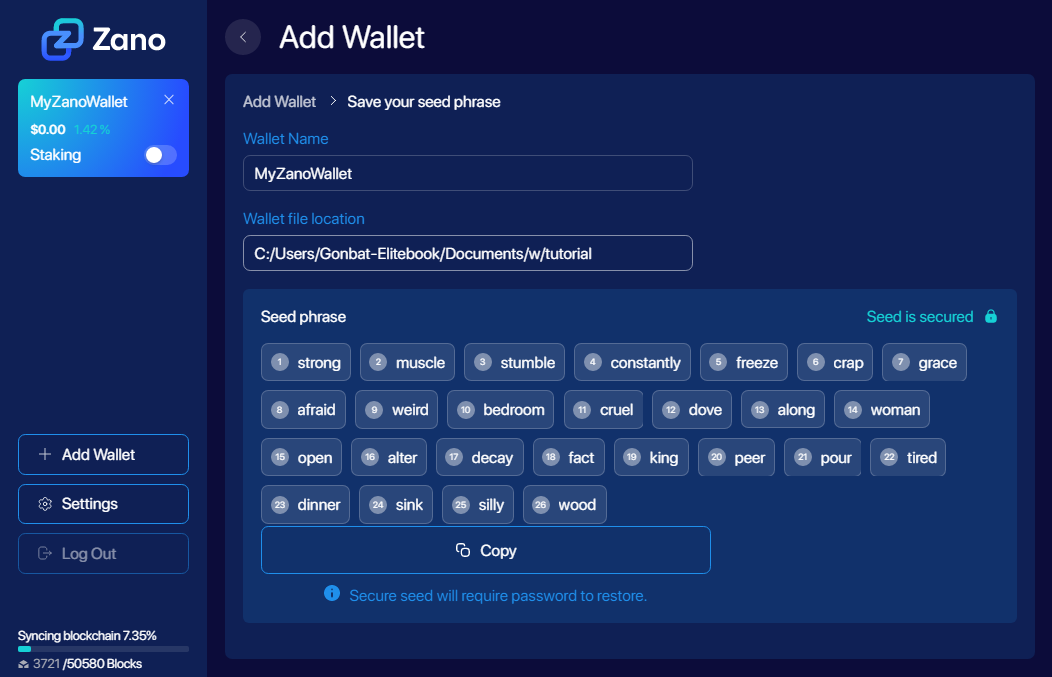 Zano
Add Wallet
MyZanoWallet
$0.00 1.42 %
Staking
Add Wallet
Settings
Log Out
Syncing blockchain 7.35%
3721 /50580 Blocks
Add Wallet > Save your seed phrase
Wallet Name
MyZanoWallet
Wallet file location
C:/Users/Gonbat-Elitebook/Documents/w/tutorial
Seed phrase Seed is secured
1 strong 2 muscle 3 stumble 4 constantly 5 freeze 6 crap 7 grace
8 afraid 9 weird 10 bedroom 11 cruel 12 dove 13 along 14 woman
15 open 16 alter 17 decay 18 fact 19 king 20 peer 21 pour 22 tired
23 dinner 24 sink 25 silly 26 wood
Copy
Secure seed will require password to restore.